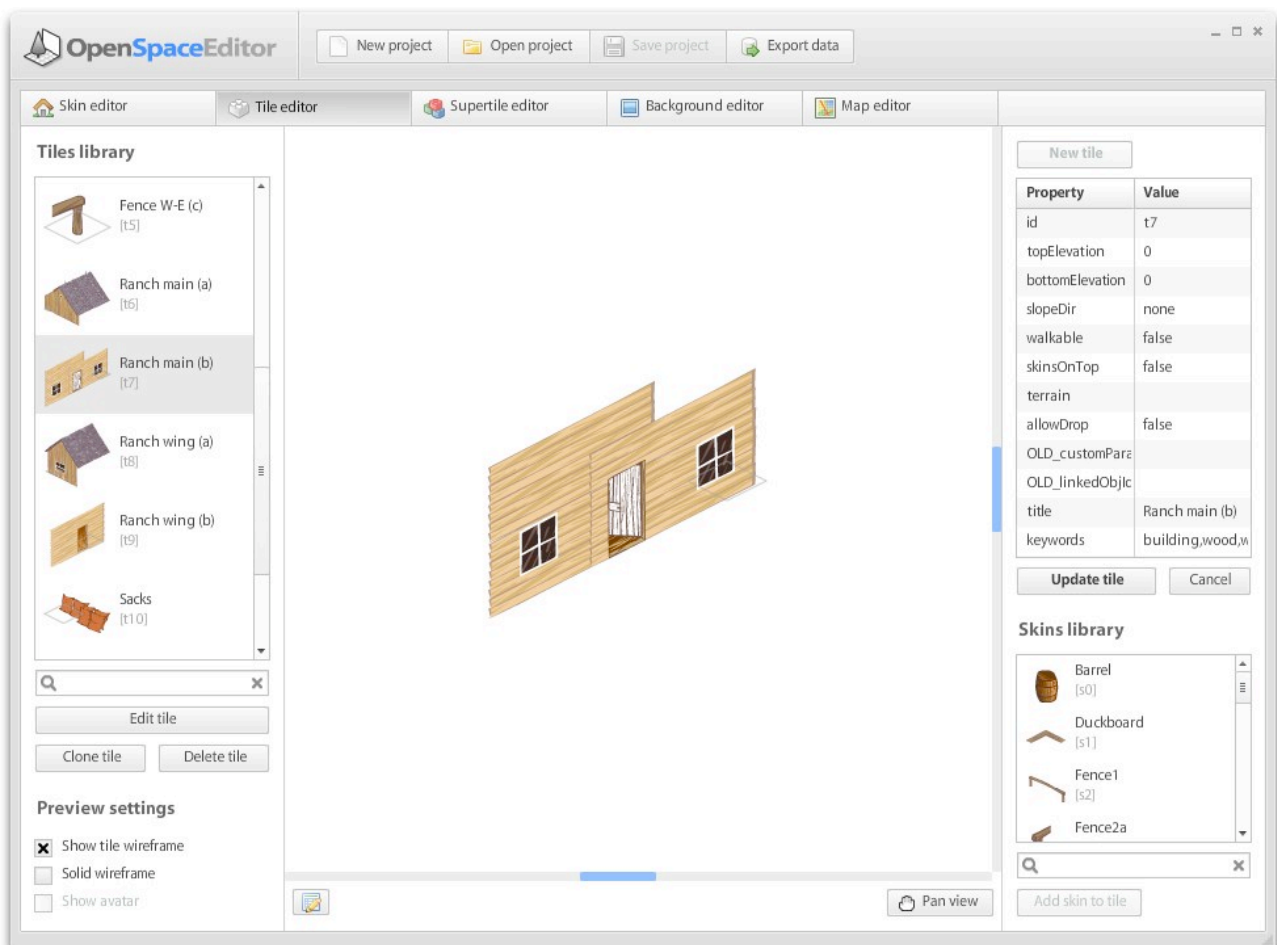 OpenSpaceEditor
New project
Open project
Save project
Export data
Skin editor
Tile editor
Supertile editor
Background editor
Map editor
Tiles library
Fence W-E (c)
[t5]
Ranch main (a)
[t6]
Ranch main (b)
[t7]
Ranch wing (a)
[t8]
Ranch wing (b)
[t9]
Sacks
[t10]
Edit tile
Clone tile
Delete tile
Preview settings
Show tile wireframe
Solid wireframe
Show avatar
Pan view
New tile
Property Value
id t7
topElevation 0
bottomElevation 0
slopeDir none
walkable false
skinsOnTop false
terrain
allowDrop false
OLD_customPara
OLD_linkedObjIc
title Ranch main (b)
keywords building,wood,w
Update tile
Cancel
Skins library
Barrel
[s0]
Duckboard
[s1]
Fence1
[s2]
Fence2a
Add skin to tile